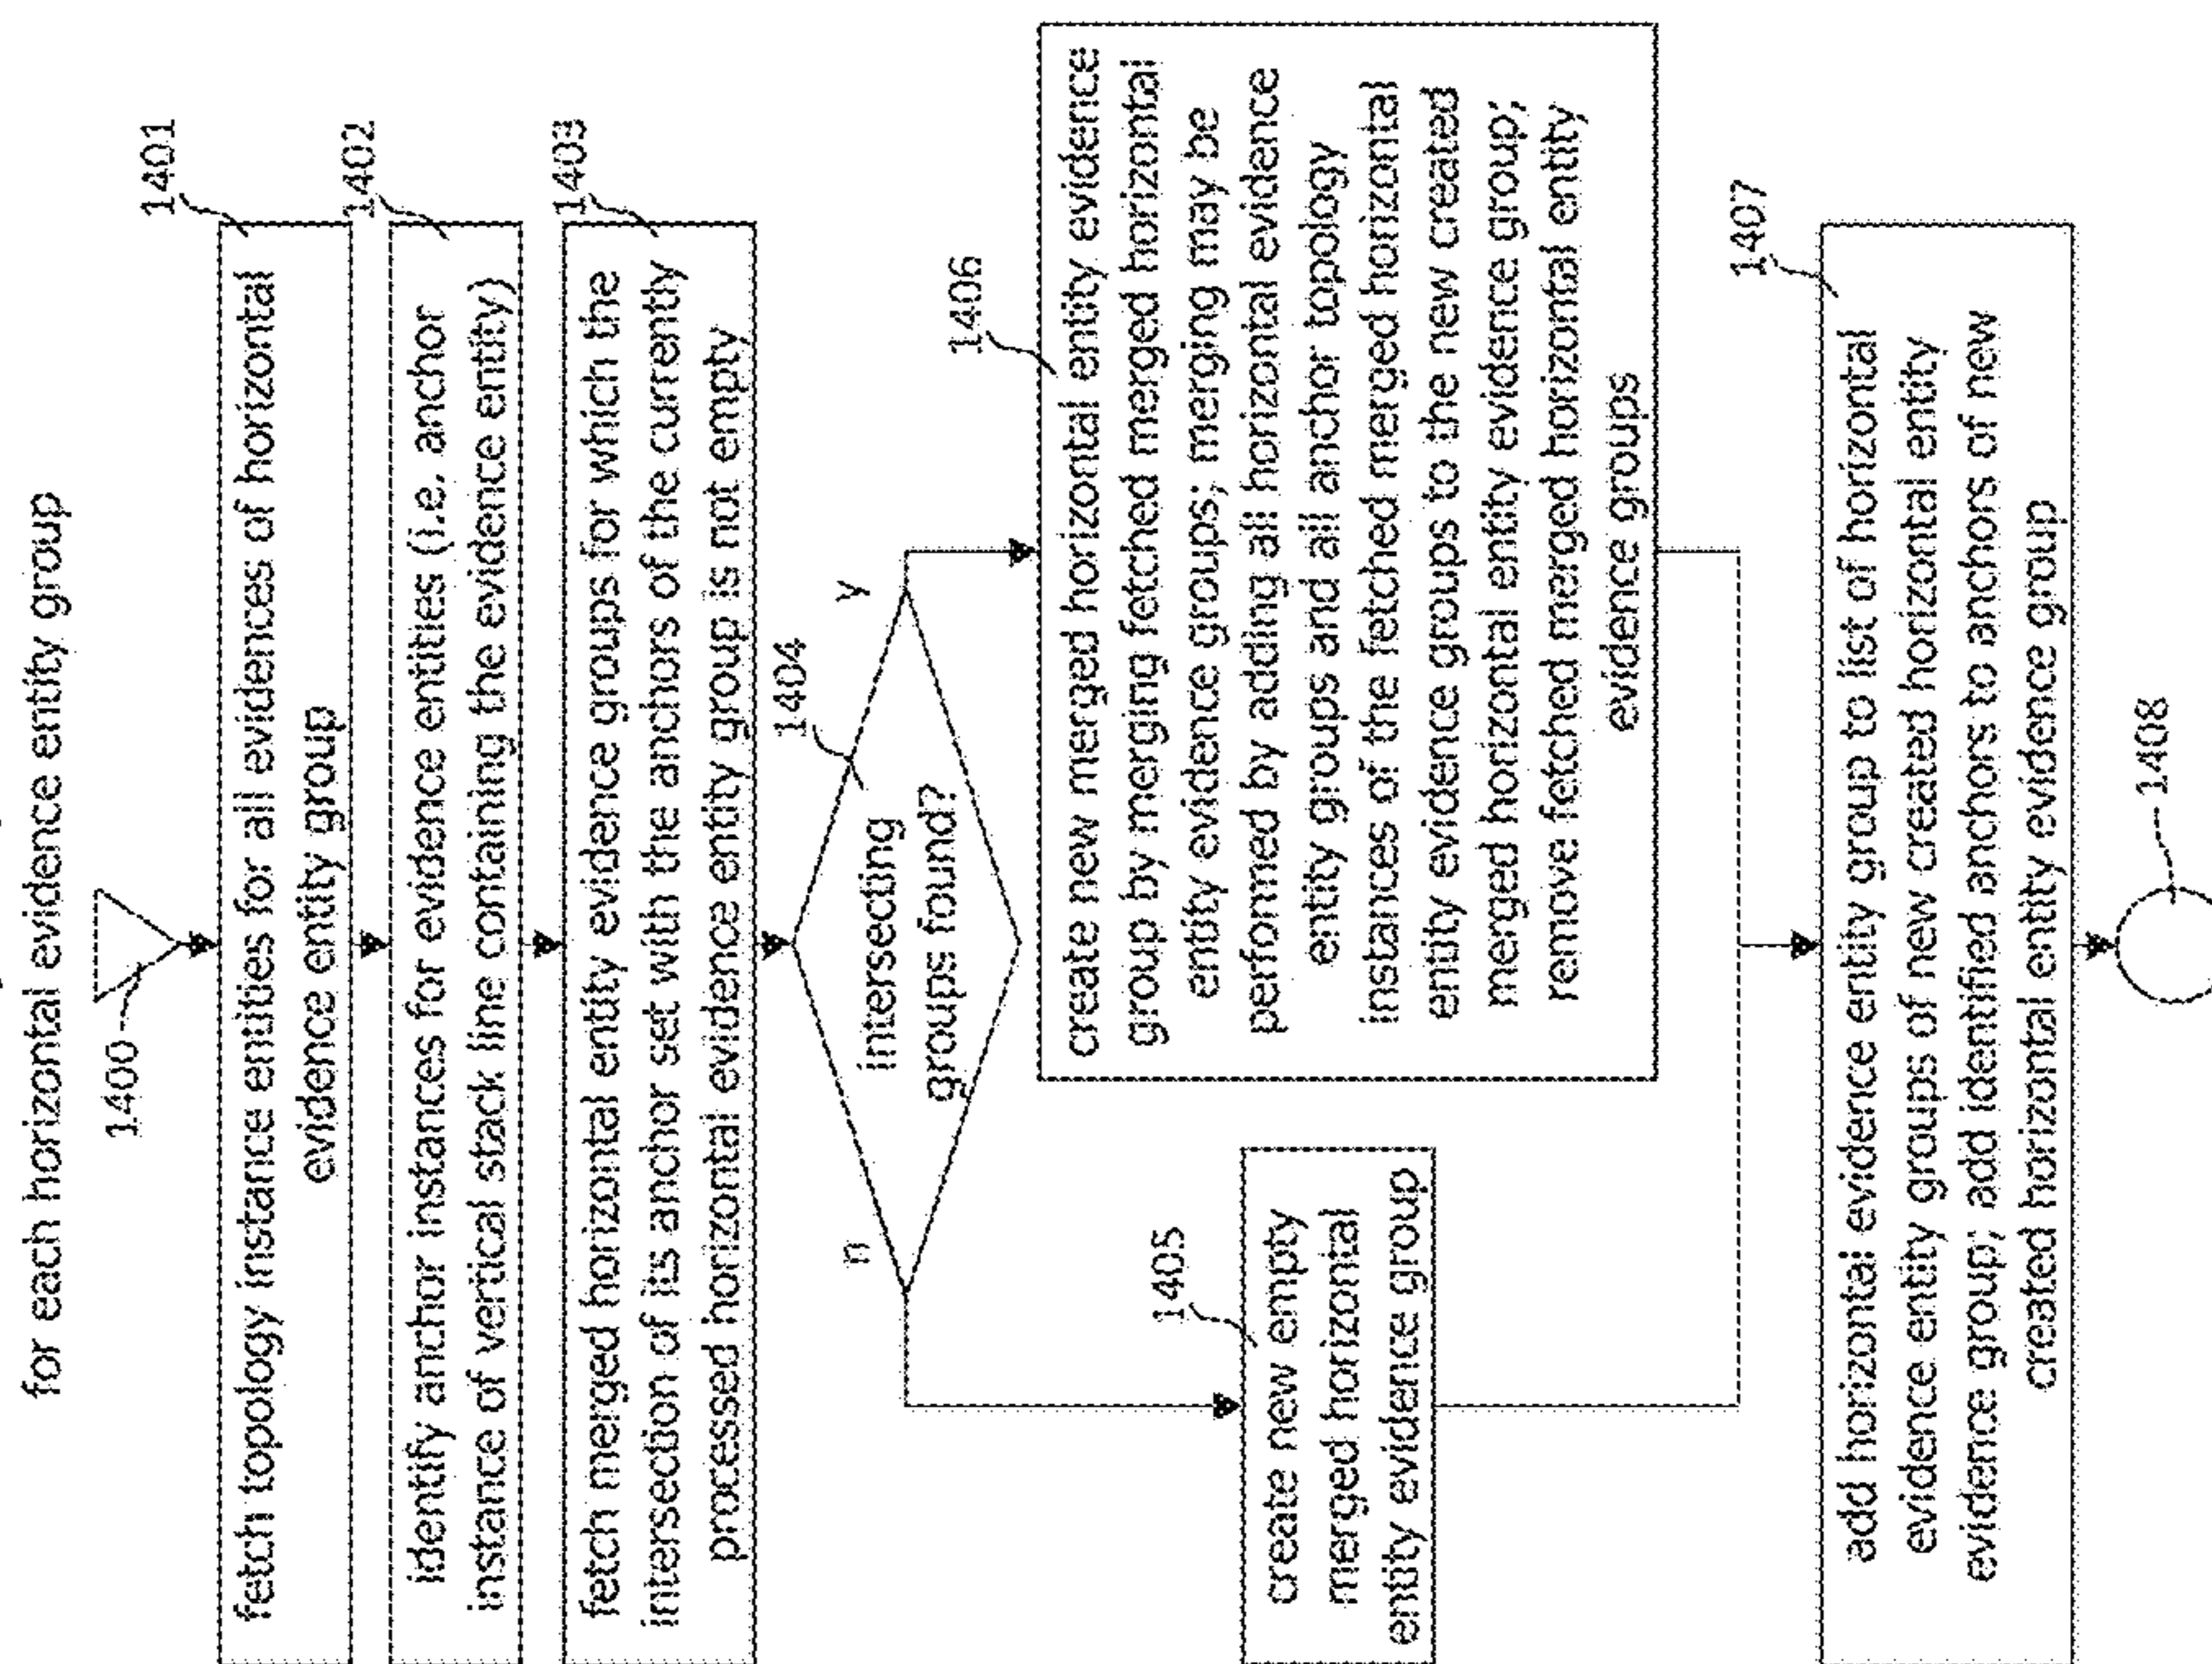 for each horizontal evidence entity group
1400
1401
fetch topology instance entities for all evidences of horizontal
evidence entity group
1402
identify anchor instances for evidence entities (i.e. anchor
instance of vertical stack line containing the evidence entity)
1403
fetch merged horizontal entity evidence groups for which the
intersection of its anchor set with the anchors of the currently
processed horizontal evidence entity group is not empty
1404
intersecting
groups found?
n
y
1405
create new empty
merged horizontal
entity evidence group
1406
create new merged horizontal entity evidence
group by merging fetched merged horizontal
entity evidence groups; merging may be
performed by adding all horizontal evidence
entity groups and all anchor topology
instances of the fetched merged horizontal
entity evidence groups to the new created
merged horizontal entity evidence group;
remove fetched merged horizontal entity
evidence groups
1407
add horizontal evidence entity group to list of horizontal
evidence entity groups of new created horizontal entity
evidence group; add identified anchors to anchors of new
created horizontal entity evidence group
1408